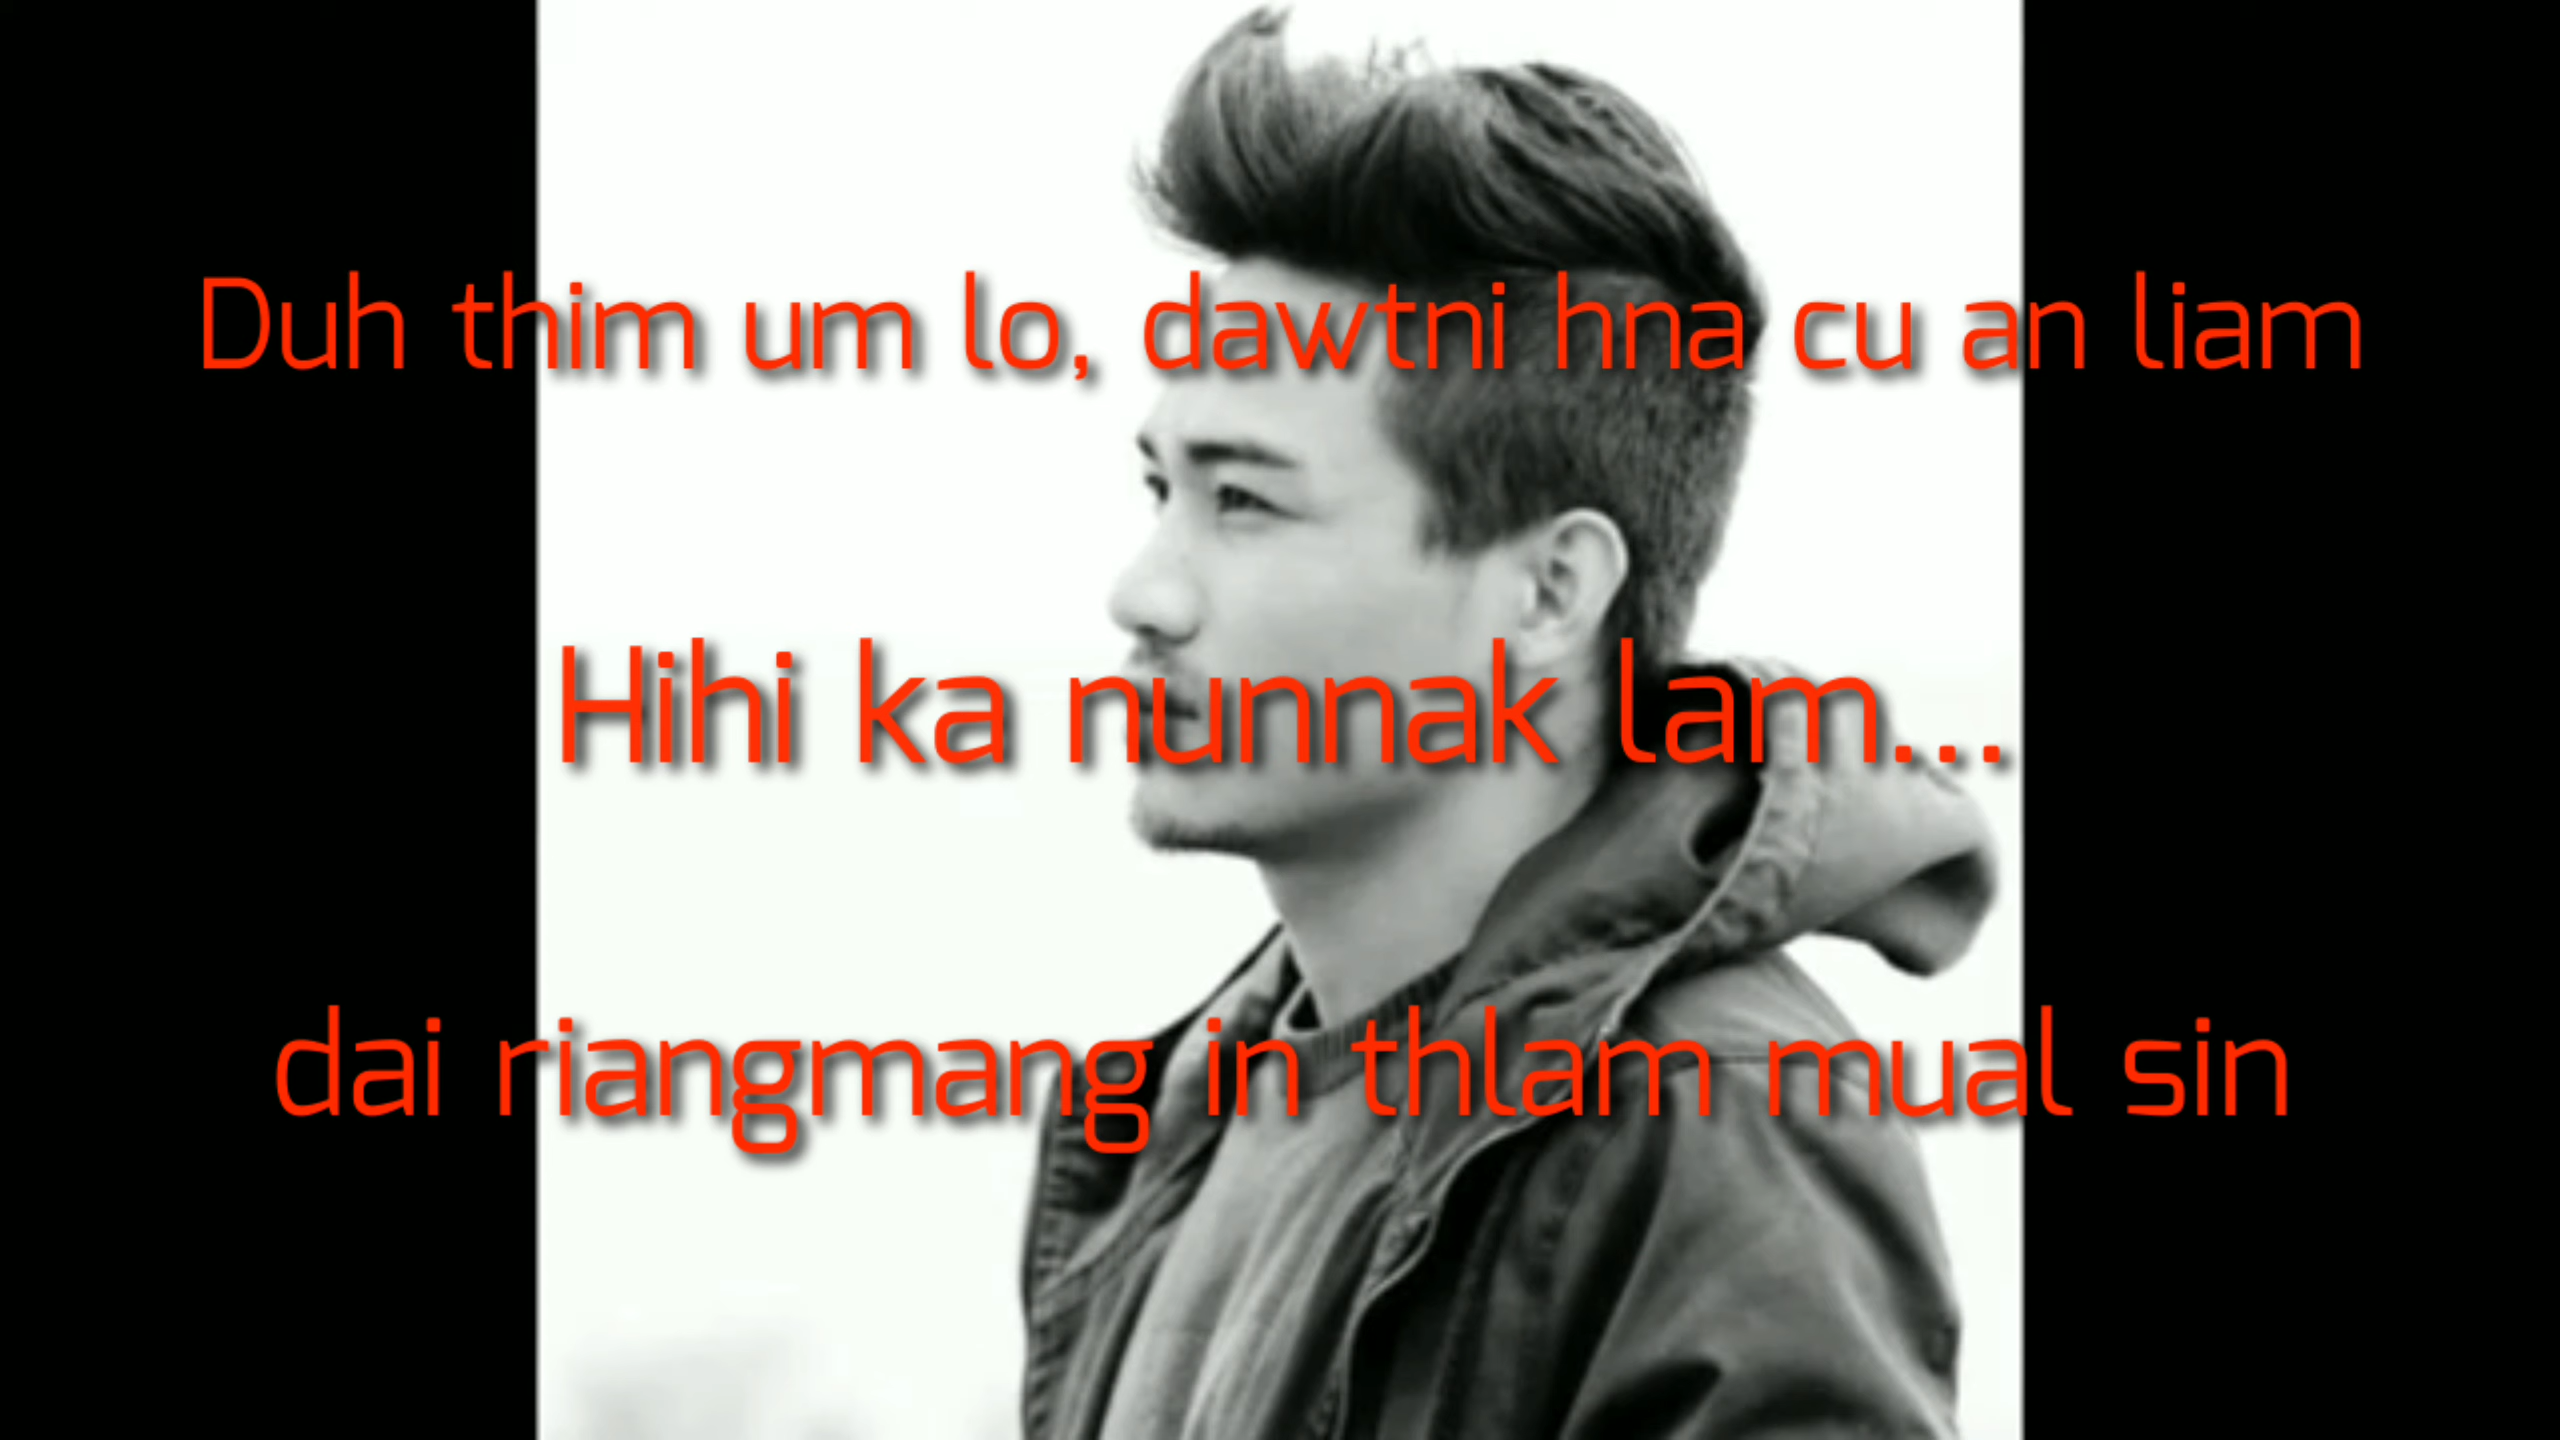 Duh thim um lo, dawtni hna cu an liam
Hihi ka nunnak lam...
dai riangmang in thlam mual sin